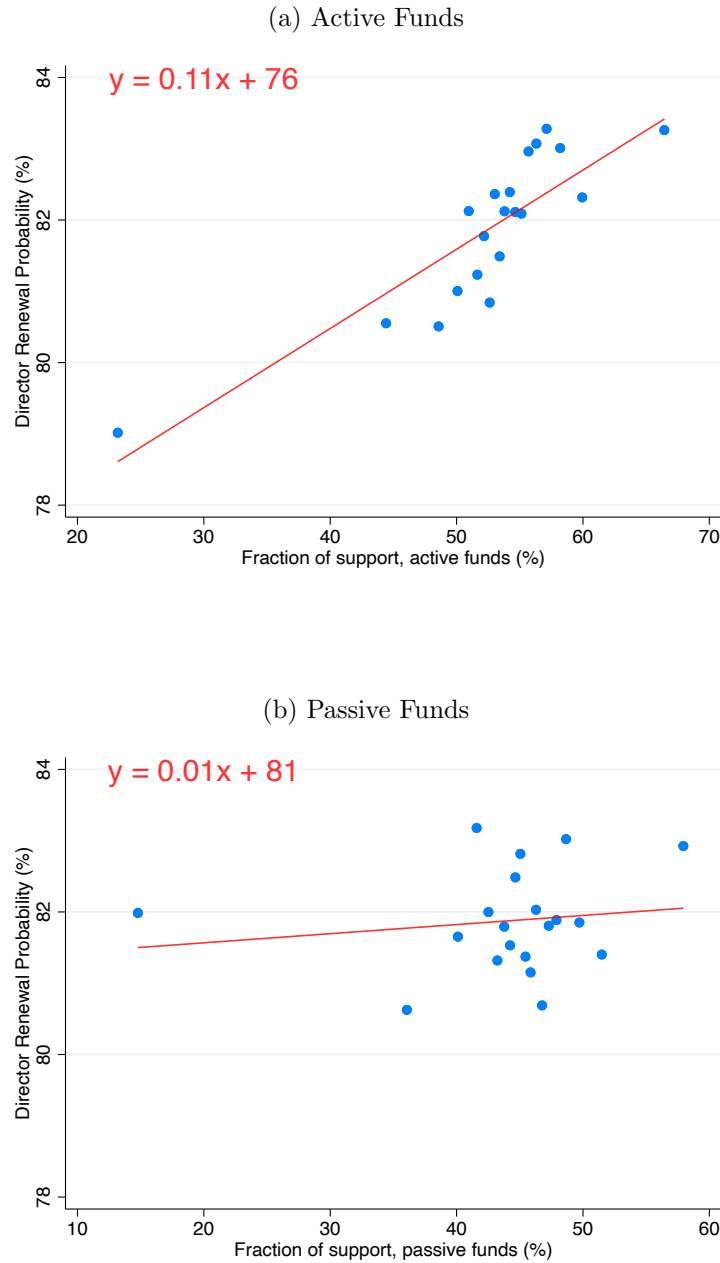 (a) Active Funds
y = 0.11x + 76
Director Renewal Probability (%)
84
82
80
78
20 30 40 50 60 70
Fraction of support, active funds (%)
(b) Passive Funds
y = 0.01x + 81
Director Renewal Probability (%)
84
82
80
78
10 20 30 40 50 60
Fraction of support, passive funds (%)